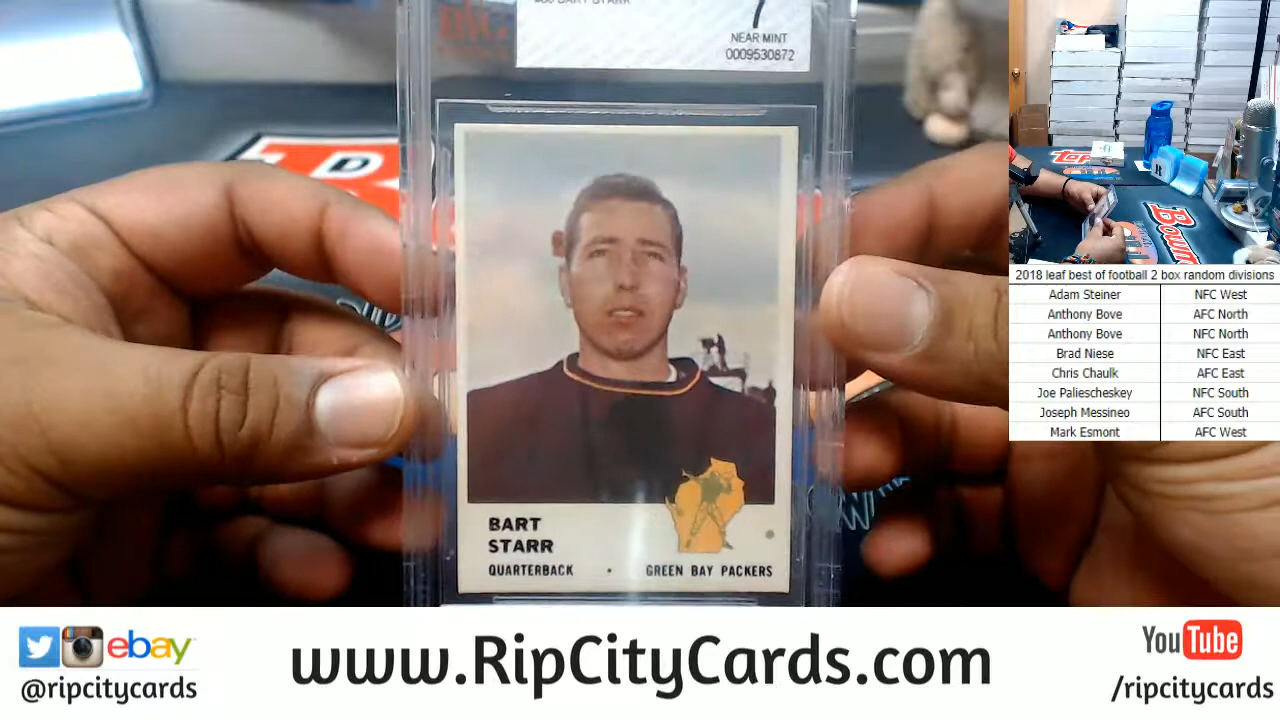 BART STARR
7
NEAR MINT
0009530872
D
BART
STARR
QUARTERBACK • GREEN BAY PACKERS
2018 leaf best of football 2 box random divisions
Adam Steiner NFC West
Anthony Bove AFC North
Anthony Bove NFC North
Brad Niese NFC East
Chris Chaulk AFC East
Joe Paliescheskey NFC South
Joseph Messineo AFC South
Mark Esmont AFC West
ebay
@ripcitycards
www.RipCityCards.com
YouTube
/ripcitycards